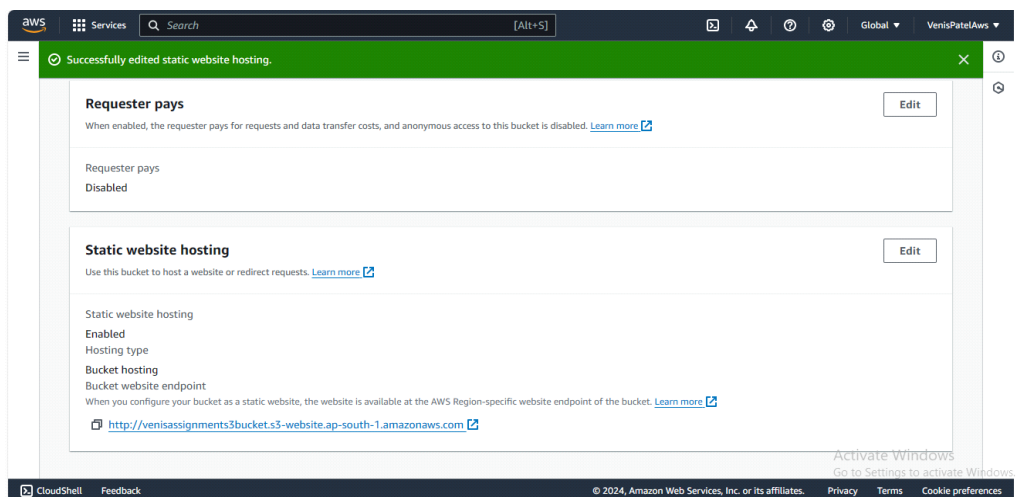 aws
Services
Search
[Alt+S]
Global
VenisPatelAws
Successfully edited static website hosting.
Requester pays
Edit
When enabled, the requester pays for requests and data transfer costs, and anonymous access to this bucket is disabled. Learn more
Requester pays
Disabled
Static website hosting
Edit
Use this bucket to host a website or redirect requests. Learn more
Static website hosting
Enabled
Hosting type
Bucket hosting
Bucket website endpoint
When you configure your bucket as a static website, the website is available at the AWS Region-specific website endpoint of the bucket. Learn more
http://venisassignments3bucket.s3-website.ap-south-1.amazonaws.com
Activate Windows
Go to Settings to activate Windows.
CloudShell
Feedback
© 2024, Amazon Web Services, Inc. or its affiliates.
Privacy
Terms
Cookie preferences